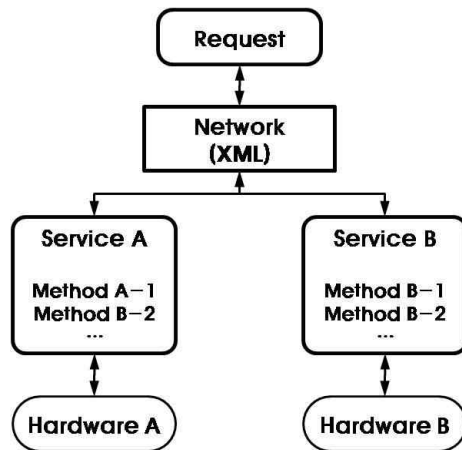 Request
Network
(XML)
Service A
Method A-1
Method B-2
...
Service B
Method B-1
Method B-2
...
Hardware A
Hardware B